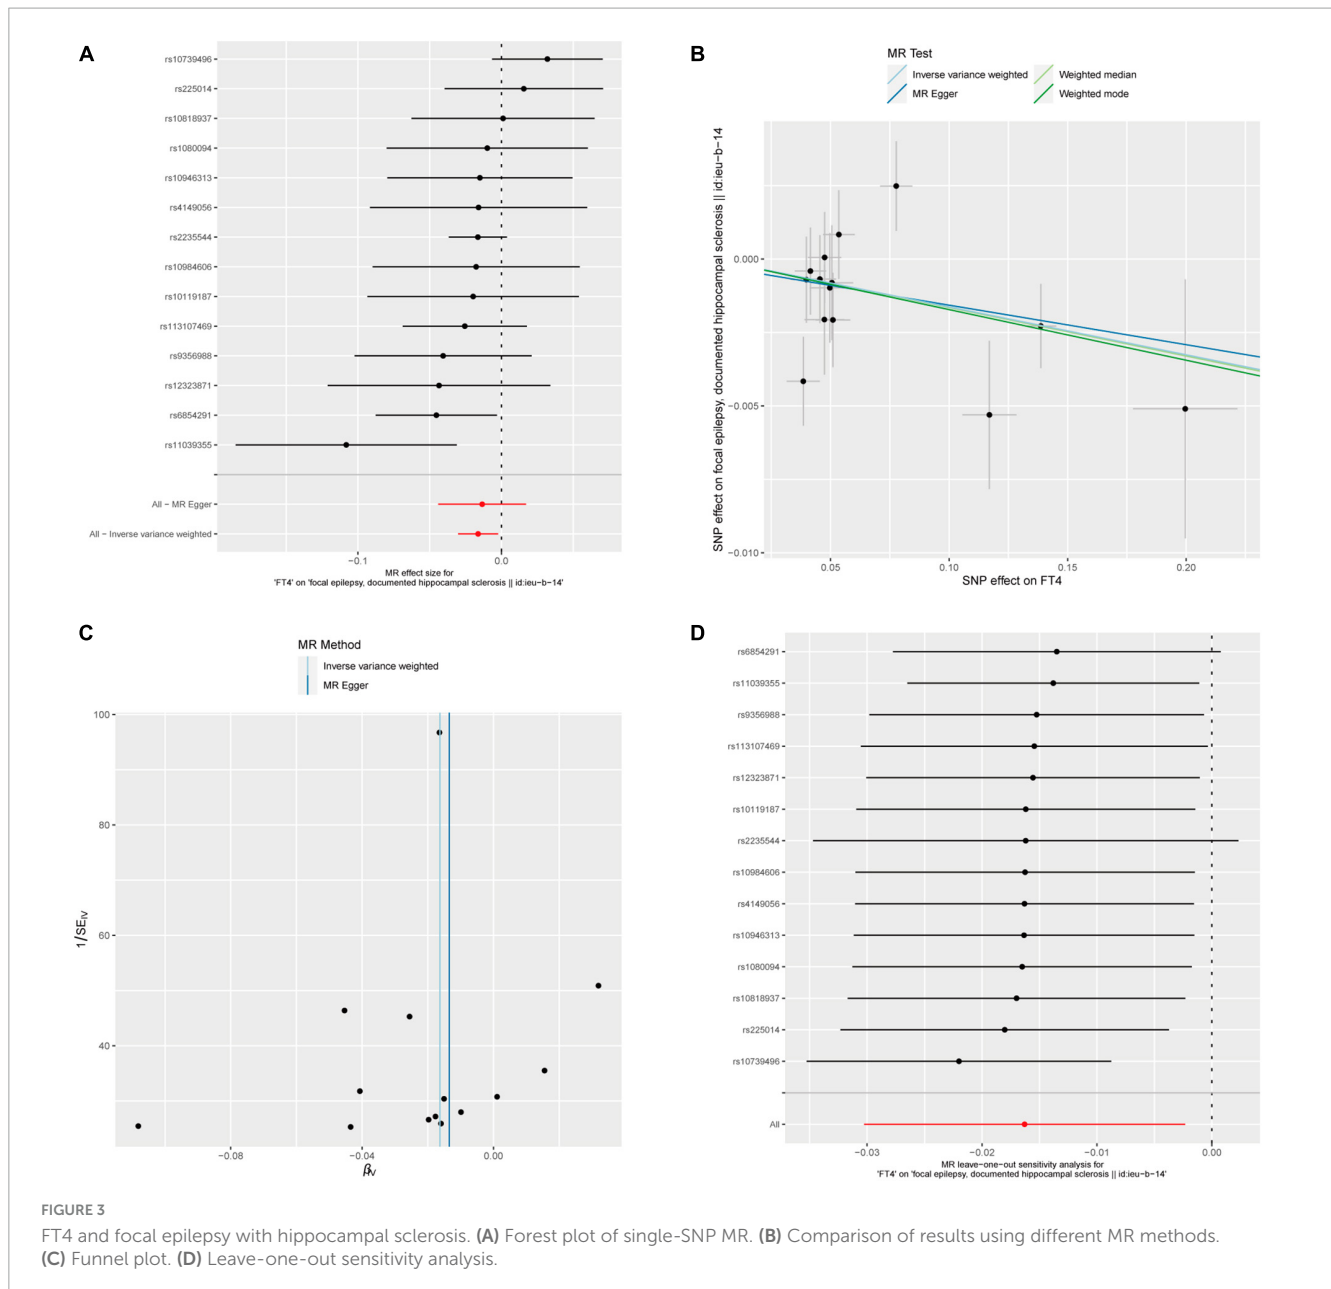 A
rs10739496
rs225014
rs10818937
rs1080094
rs10946313
rs4149056
rs2235544
rs10984606
rs10119187
rs113107469
rs9356988
rs12323871
rs6854291
rs11039355
All − MR Egger
All − Inverse variance weighted
−0.1 0.0
MR effect size for
'FT4' on 'focal epilepsy, documented hippocampal sclerosis || id:ieu−b−14'
B
MR Test
Inverse variance weighted
Weighted median
MR Egger
Weighted mode
SNP effect on focal epilepsy, documented hippocampal sclerosis || id:ieu−b−14
0.000
−0.005
−0.010
0.05 0.10 0.15 0.20
SNP effect on FT4
C
MR Method
Inverse variance weighted
MR Egger
1/SEIV
100
80
60
40
−0.08 −0.04 0.00
βIV
D
rs6854291
rs11039355
rs9356988
rs113107469
rs12323871
rs10119187
rs2235544
rs10984606
rs4149056
rs10946313
rs1080094
rs10818937
rs225014
rs10739496
All
−0.03 −0.02 −0.01 0.00
MR leave−one−out sensitivity analysis for
'FT4' on 'focal epilepsy, documented hippocampal sclerosis || id:ieu−b−14'
FIGURE 3
FT4 and focal epilepsy with hippocampal sclerosis. (A) Forest plot of single-SNP MR. (B) Comparison of results using different MR methods.
(C) Funnel plot. (D) Leave-one-out sensitivity analysis.